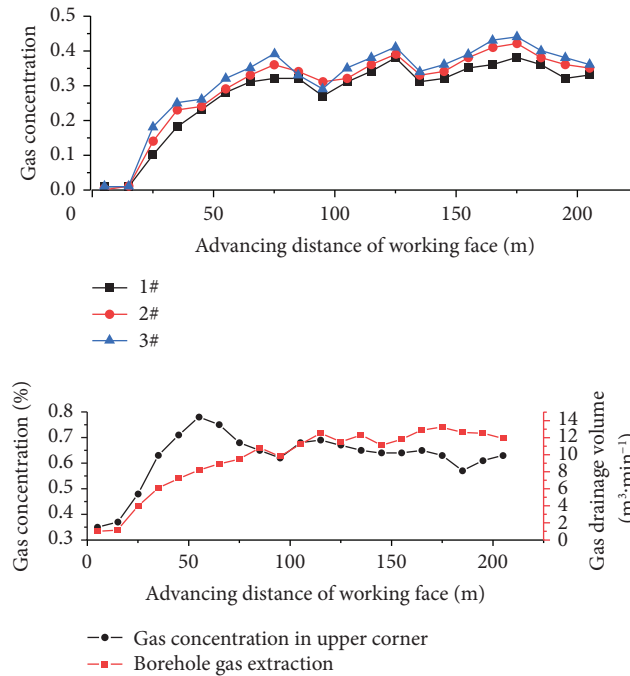 0.5
0.4
0.3
0.2
0.1
0.0
Gas concentration
0 50 100 150 200
Advancing distance of working face (m)
1#
2#
3#
0.8
0.7
0.6
0.5
0.4
0.3
Gas concentration (%)
14
12
10
8
6
4
2
0
Gas drainage volume
(m³·min⁻¹)
0 50 100 150 200
Advancing distance of working face (m)
Gas concentration in upper corner
Borehole gas extraction